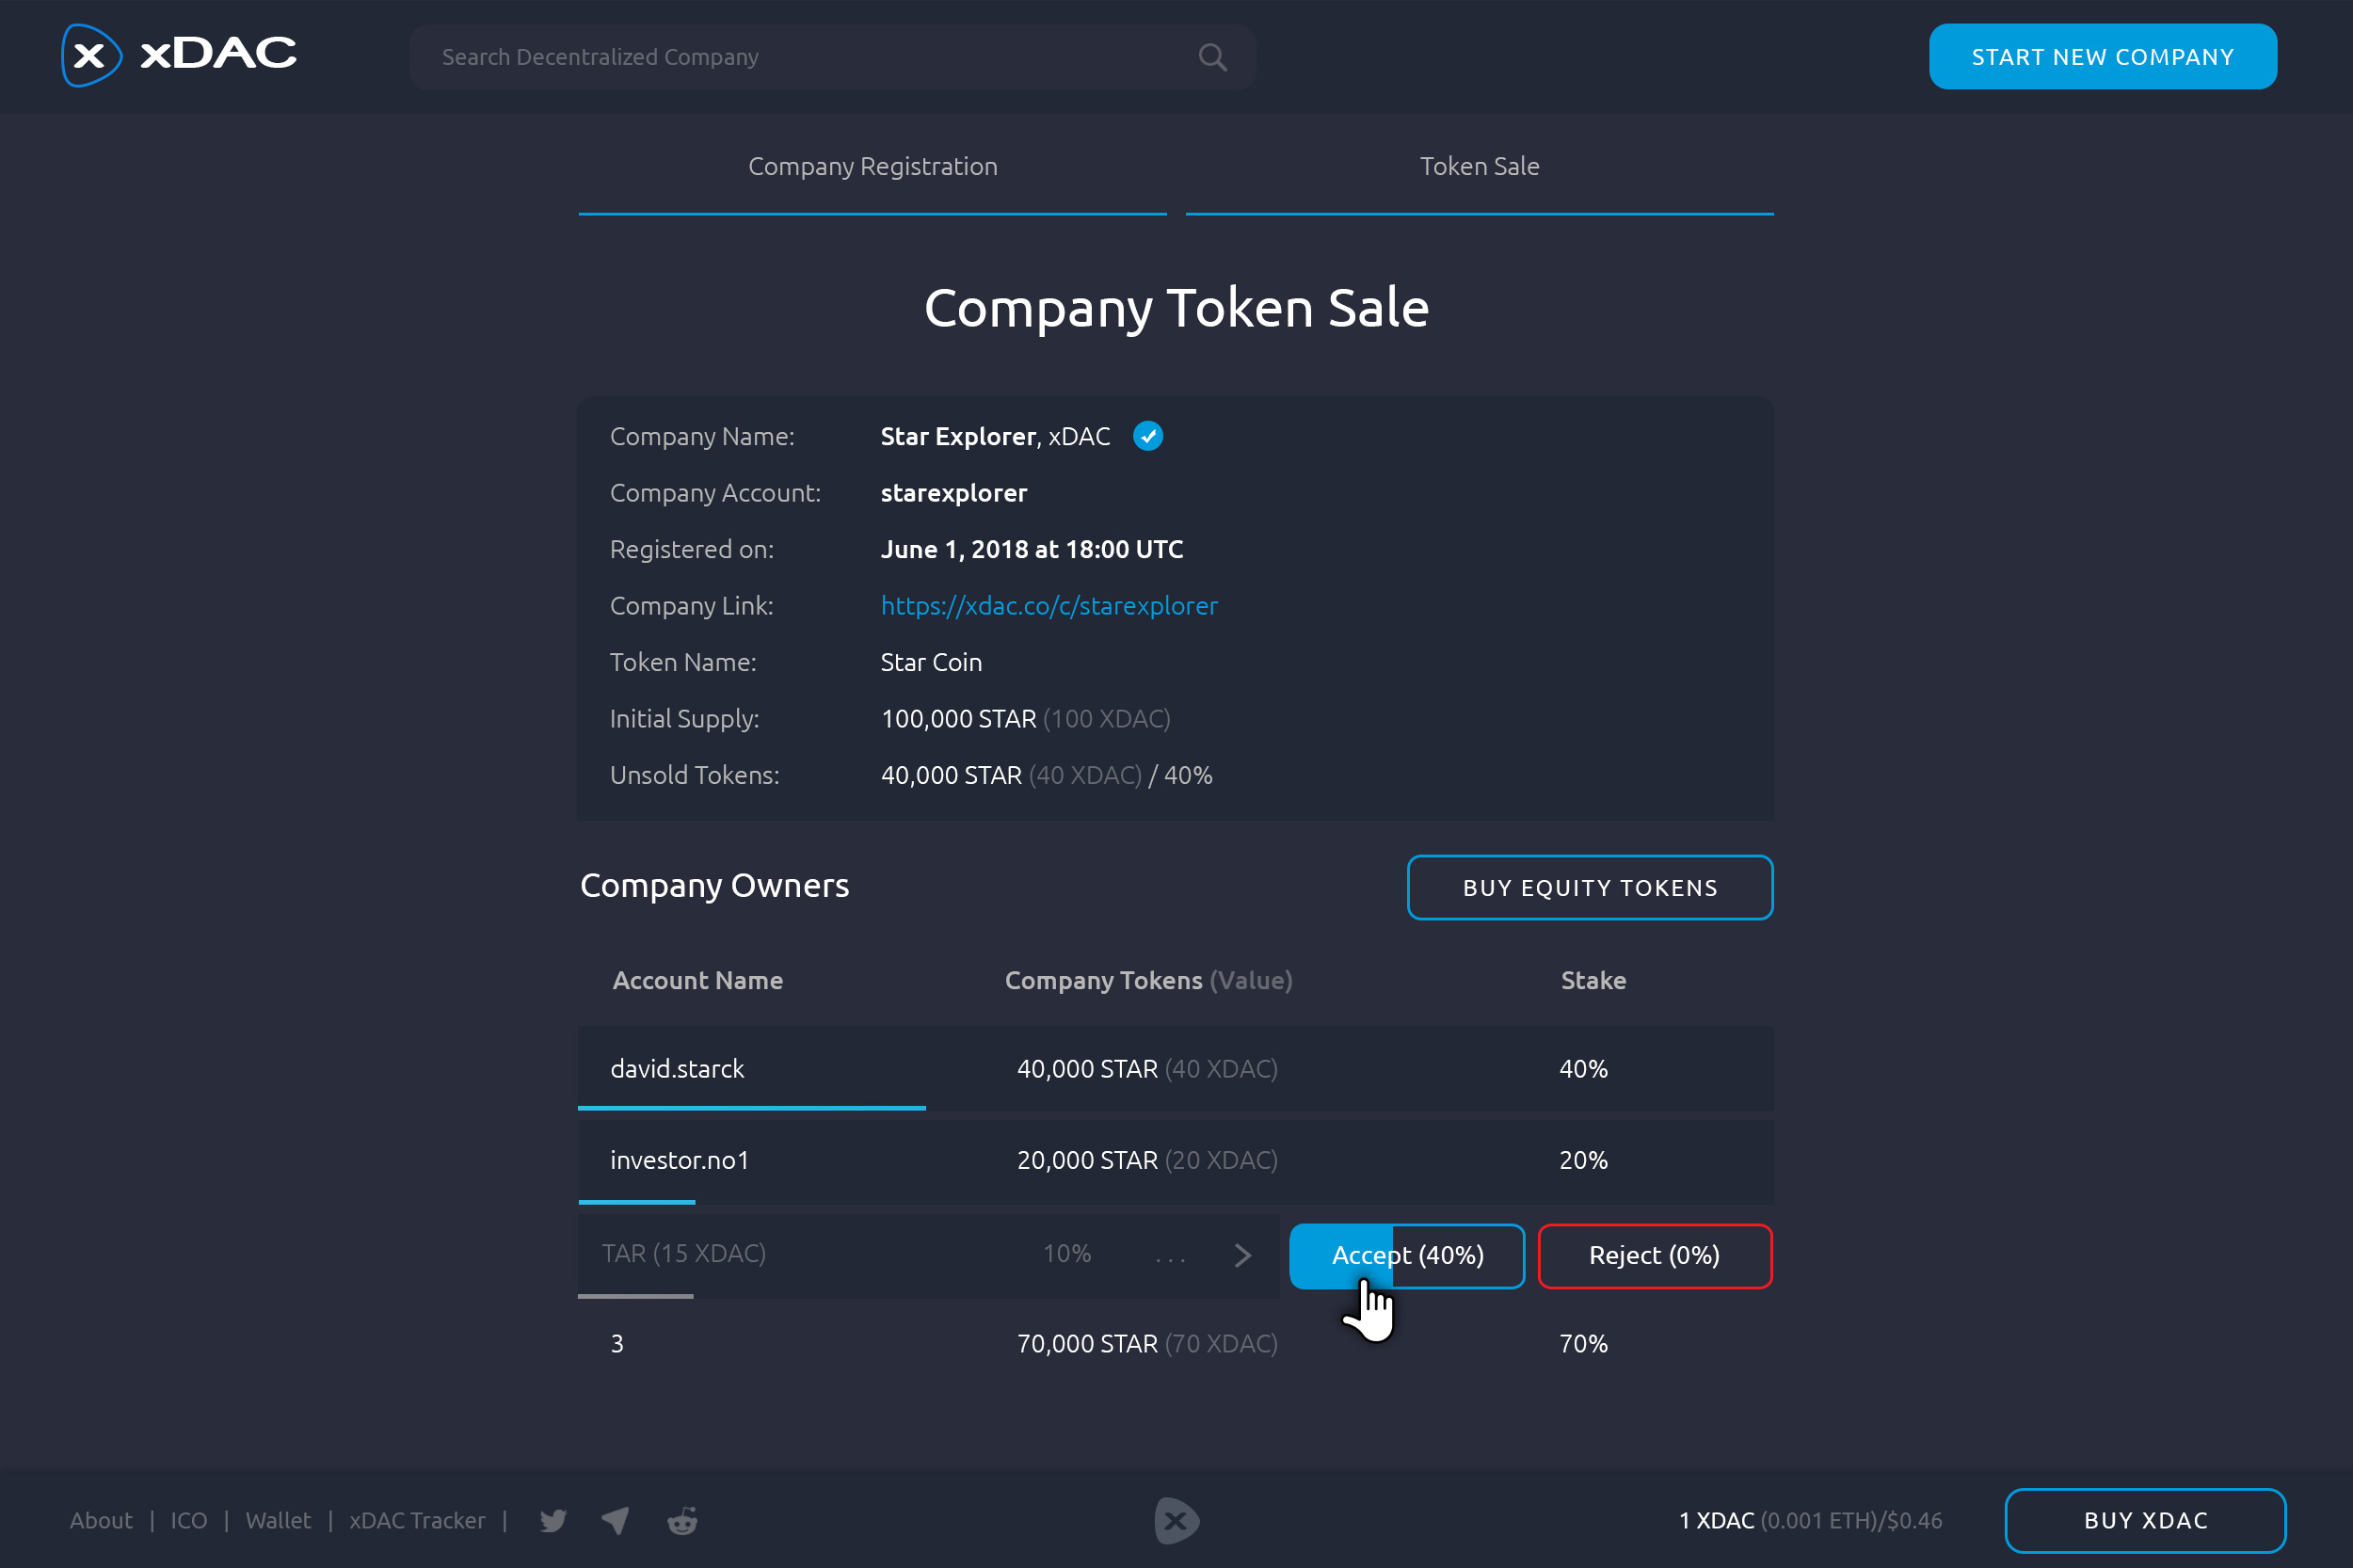 x xDAC
Search Decentralized Company
START NEW COMPANY
Company Registration
Token Sale
Company Token Sale
Company Name: Star Explorer, xDAC
Company Account: starexplorer
Registered on: June 1, 2018 at 18:00 UTC
Company Link: https://xdac.co/c/starexplorer
Token Name: Star Coin
Initial Supply: 100,000 STAR (100 XDAC)
Unsold Tokens: 40,000 STAR (40 XDAC) / 40%
Company Owners
BUY EQUITY TOKENS
Account Name Company Tokens (Value) Stake
david.starck 40,000 STAR (40 XDAC) 40%
investor.no1 20,000 STAR (20 XDAC) 20%
TAR (15 XDAC) 10% ... > Accept (40%) Reject (0%)
3 70,000 STAR (70 XDAC) 70%
About | ICO | Wallet | xDAC Tracker |
x
1 XDAC (0.001 ETH)/$0.46
BUY XDAC